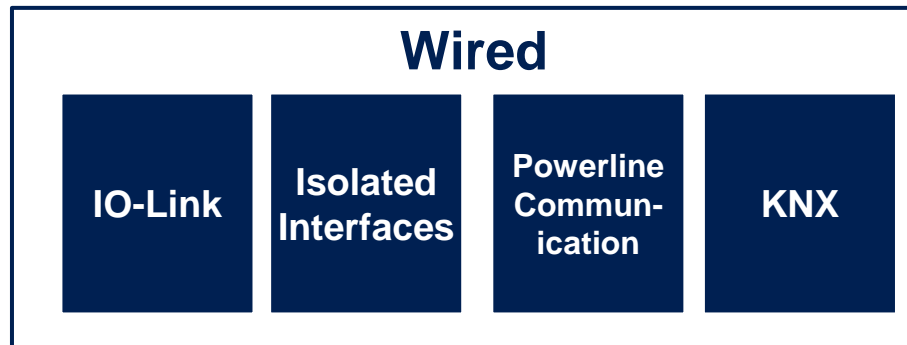 Wired
IO-Link
Isolated
Interfaces
Powerline
Commun-
ication
KNX